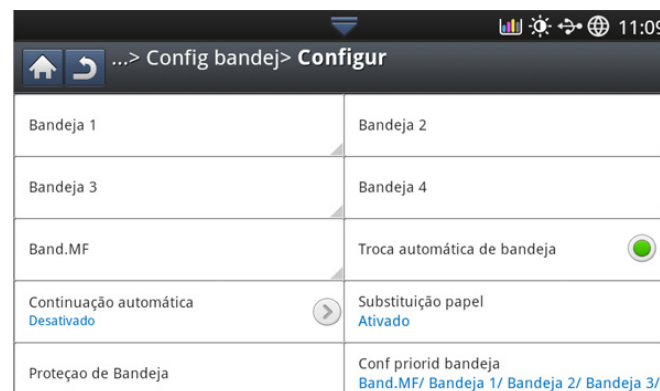 11:09
...> Config bandej> Configur
Bandeja 1
Bandeja 2
Bandeja 3
Bandeja 4
Band.MF
Troca automática de bandeja
Continuação automática
Desativado
Substituição papel
Ativado
Proteçao de Bandeja
Conf priorid bandeja
Band.MF/ Bandeja 1/ Bandeja 2/ Bandeja 3/